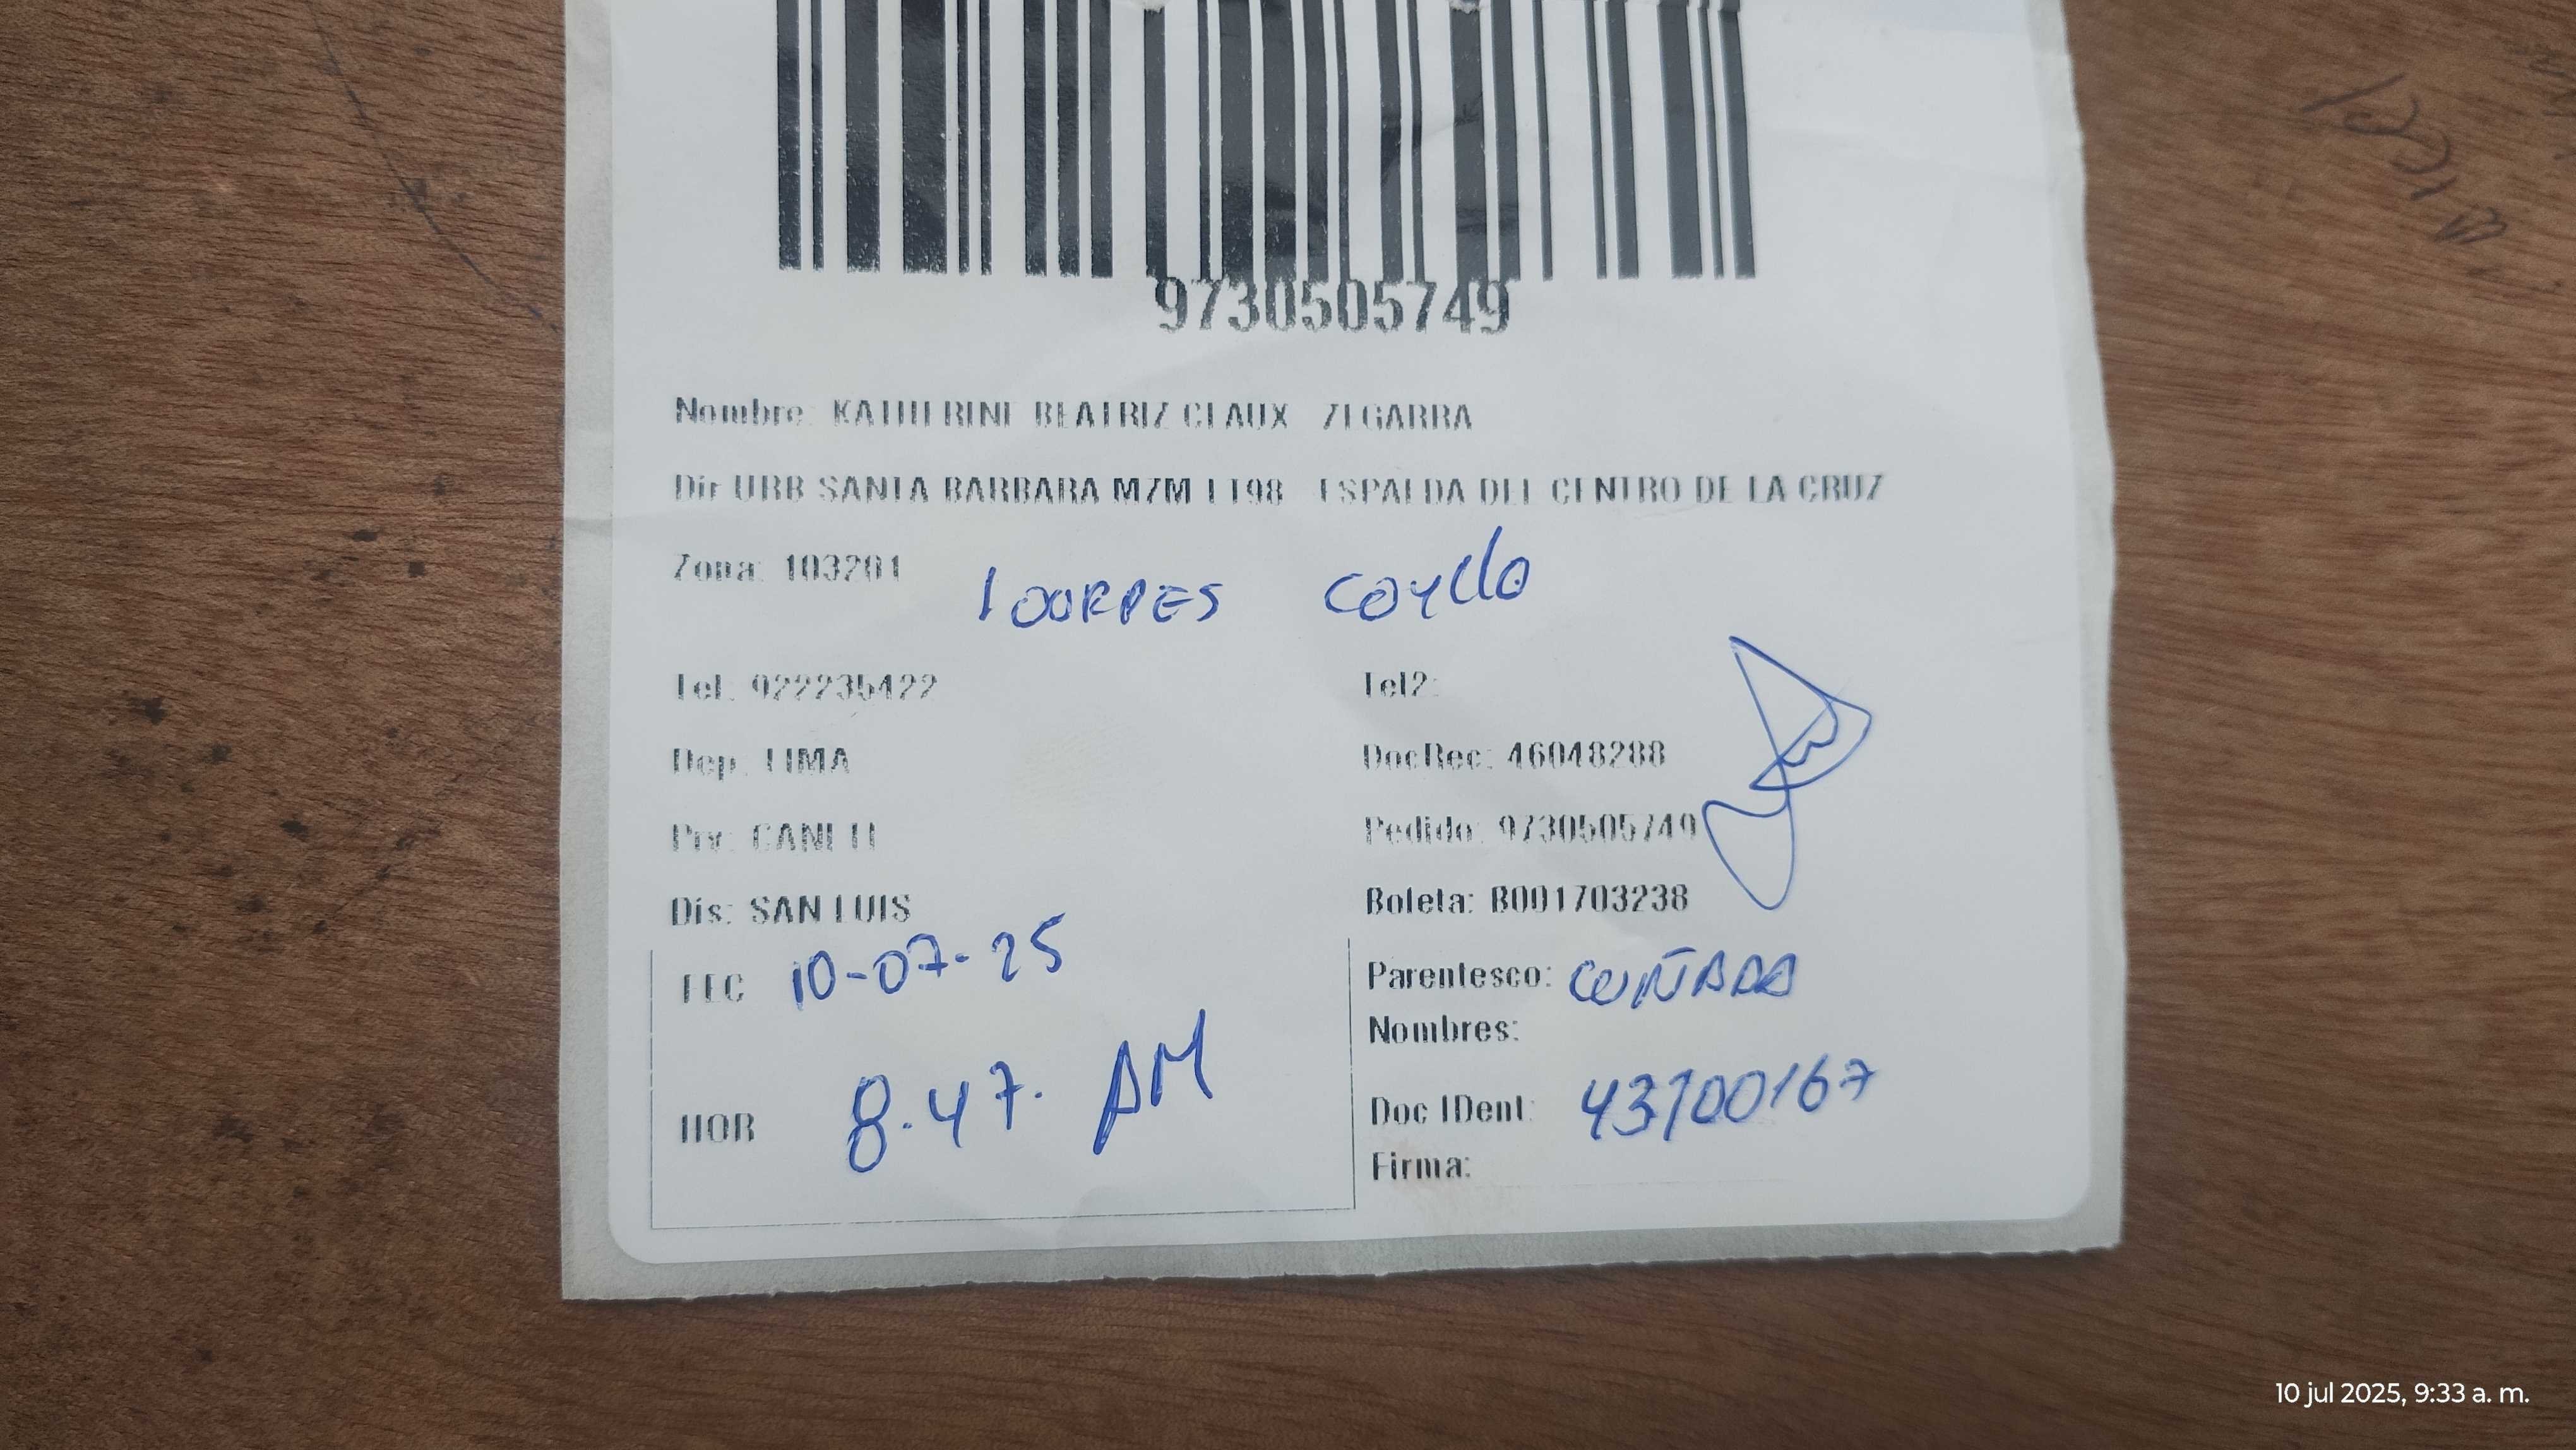 9730505749
Nombre: KATHERINE BEATRIZ CLAUX ZEGARRA
Dir URB SANTA BARBARA MZM LT98 ESPALDA DEL CENTRO DE LA CRUZ
Zona: 103201
LOURDES COYLLO
Tel: 922235422 Tel2:
Dep: LIMA DocRec: 46048288
Prv: CANETE Pedido: 9730505749
Dis: SAN LUIS Boleta: B001703238
FEC 10-07-25 Parentesco: CUÑADA
Nombres:
HOR 8.47. AM Doc IDent: 43700167
Firma:
10 jul 2025, 9:33 a. m.